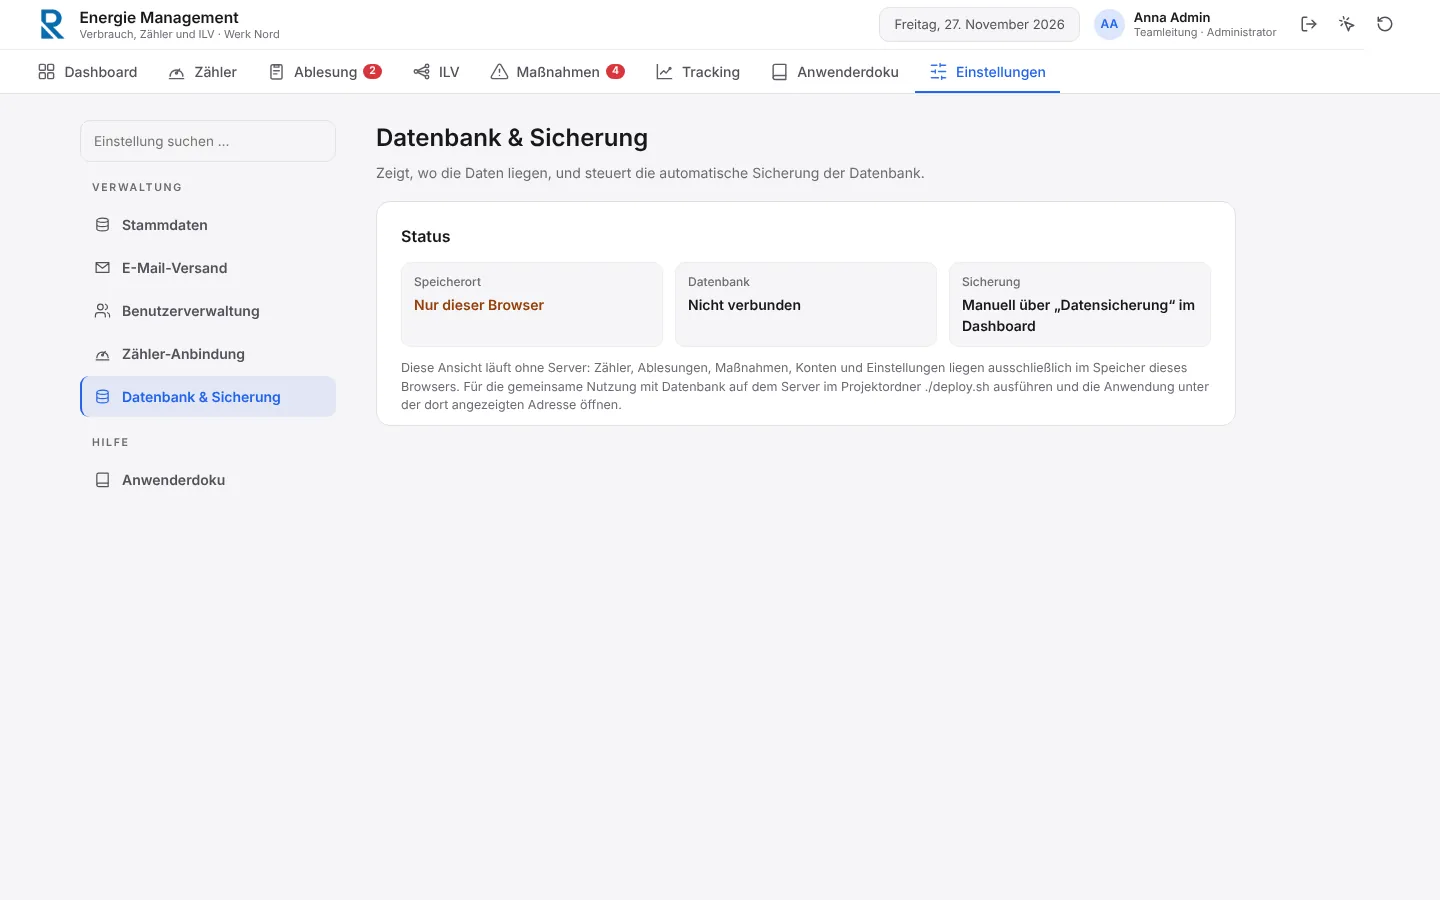 Energie Management
Verbrauch, Zähler und ILV · Werk Nord
Freitag, 27. November 2026
AA
Anna Admin
Teamleitung · Administrator
Dashboard
Zähler
Ablesung 2
ILV
Maßnahmen 4
Tracking
Anwenderdoku
Einstellungen
Einstellung suchen ...
VERWALTUNG
Stammdaten
E-Mail-Versand
Benutzerverwaltung
Zähler-Anbindung
Datenbank & Sicherung
HILFE
Anwenderdoku
Datenbank & Sicherung
Zeigt, wo die Daten liegen, und steuert die automatische Sicherung der Datenbank.
Status
Speicherort
Nur dieser Browser
Datenbank
Nicht verbunden
Sicherung
Manuell über „Datensicherung“ im
Dashboard
Diese Ansicht läuft ohne Server: Zähler, Ablesungen, Maßnahmen, Konten und Einstellungen liegen ausschließlich im Speicher dieses
Browsers. Für die gemeinsame Nutzung mit Datenbank auf dem Server im Projektordner ./deploy.sh ausführen und die Anwendung unter
der dort angezeigten Adresse öffnen.